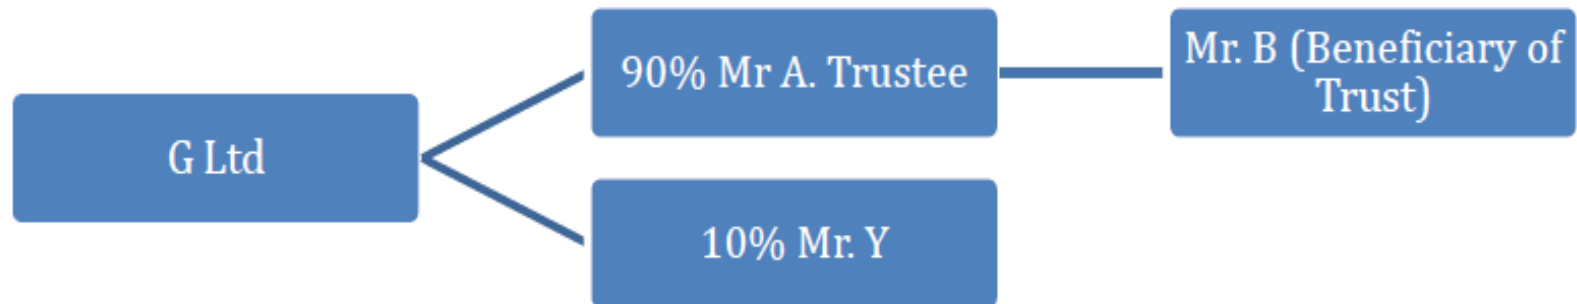 G Ltd
90% Mr A. Trustee
Mr. B (Beneficiary of
Trust)
10% Mr. Y